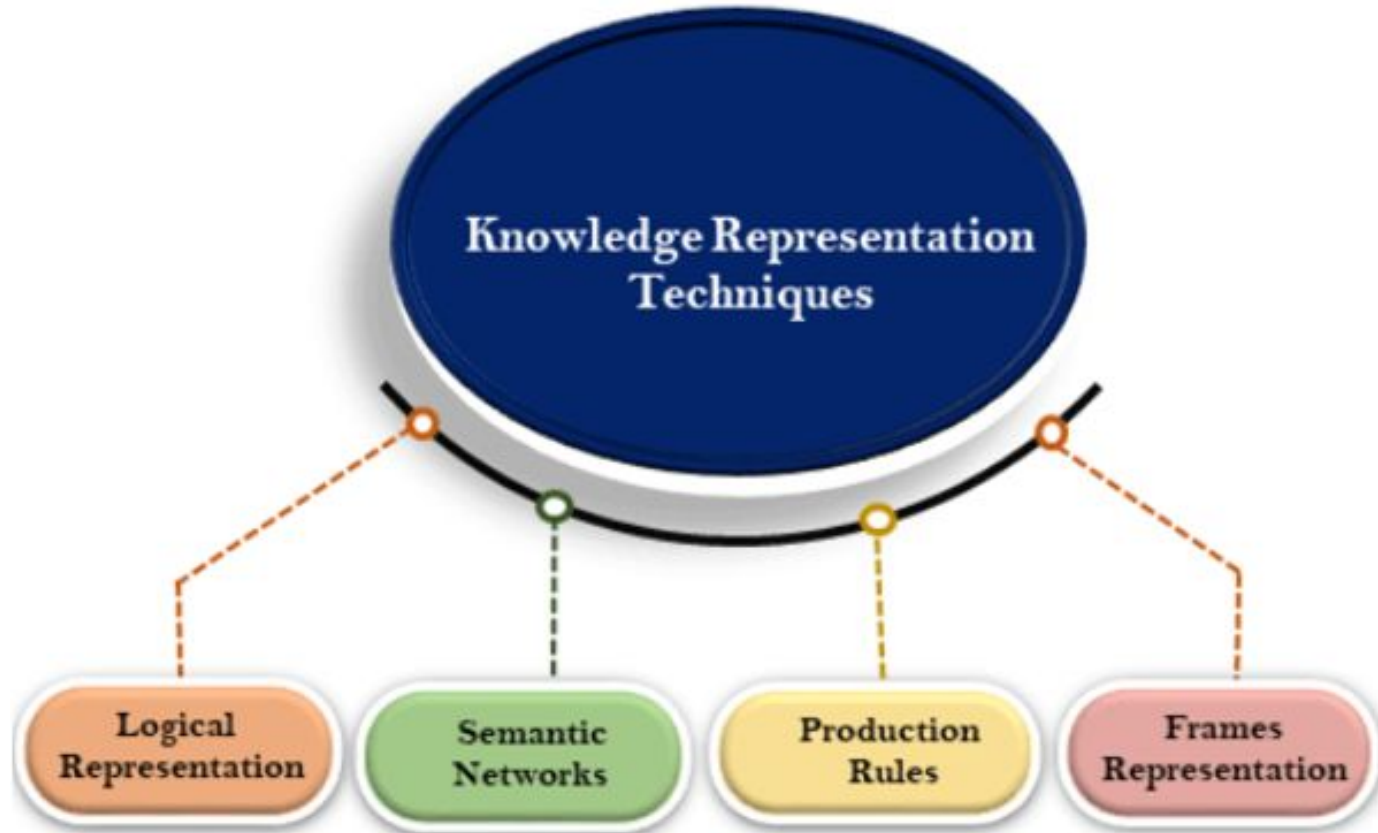 Knowledge Representation
Techniques
Logical
Representation
Semantic
Networks
Production
Rules
Frames
Representation